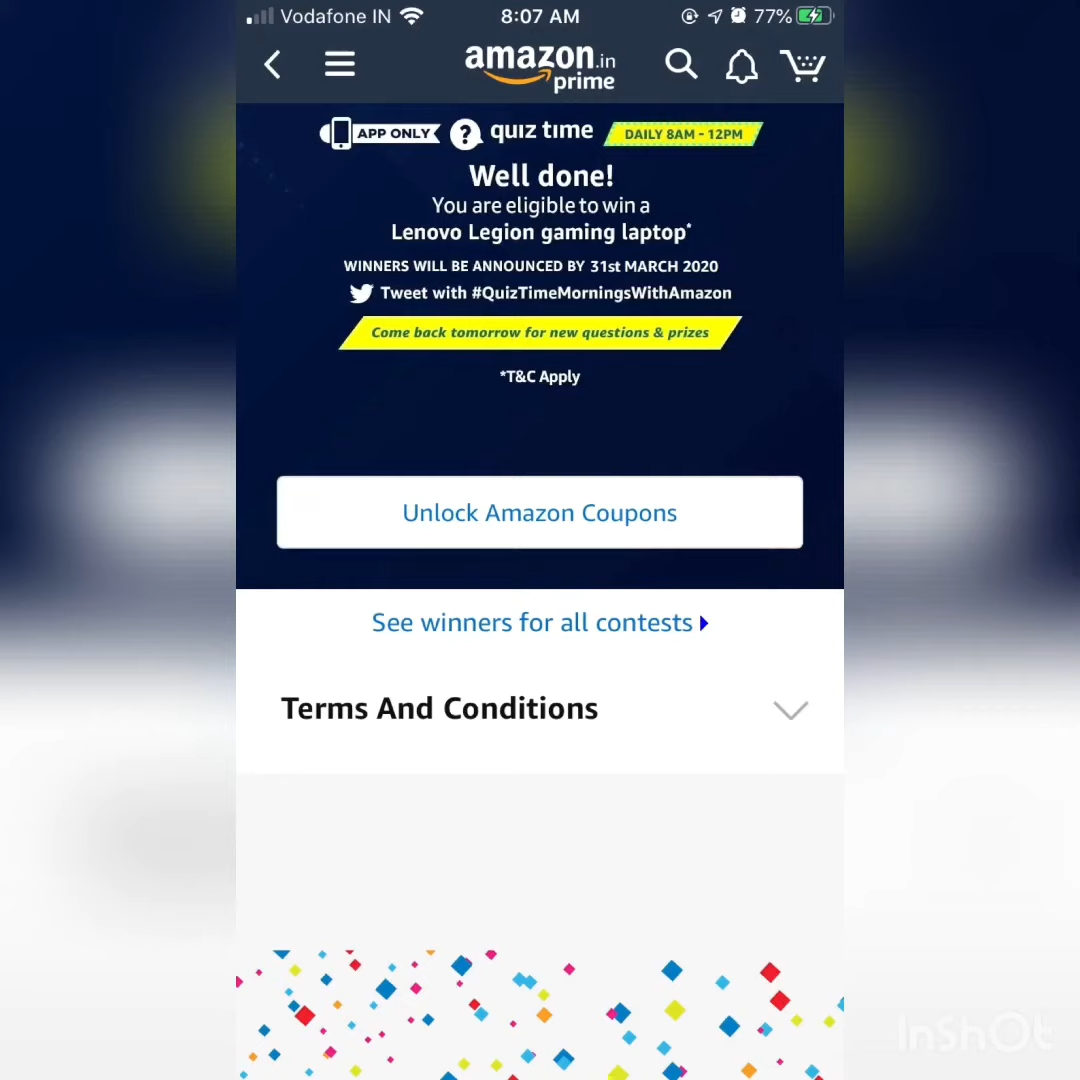 Vodafone IN 8:07 AM 77%
amazon.in
prime
APP ONLY ? quiz time DAILY 8AM - 12PM
Well done!
You are eligible to win a
Lenovo Legion gaming laptop*
WINNERS WILL BE ANNOUNCED BY 31st MARCH 2020
Tweet with #QuizTimeMorningsWithAmazon
Come back tomorrow for new questions & prizes
*T&C Apply
Unlock Amazon Coupons
See winners for all contests
Terms And Conditions
InShOt